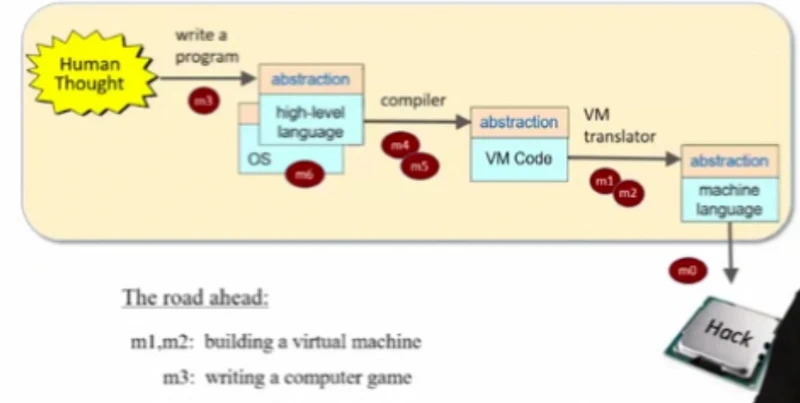 Human
Thought
write a
program
m3
abstraction
high-level
language
OS
m6
compiler
m4
m5
abstraction
VM Code
VM
translator
m1
m2
abstraction
machine
language
m0
Hack
The road ahead:
m1,m2: building a virtual machine
m3: writing a computer game